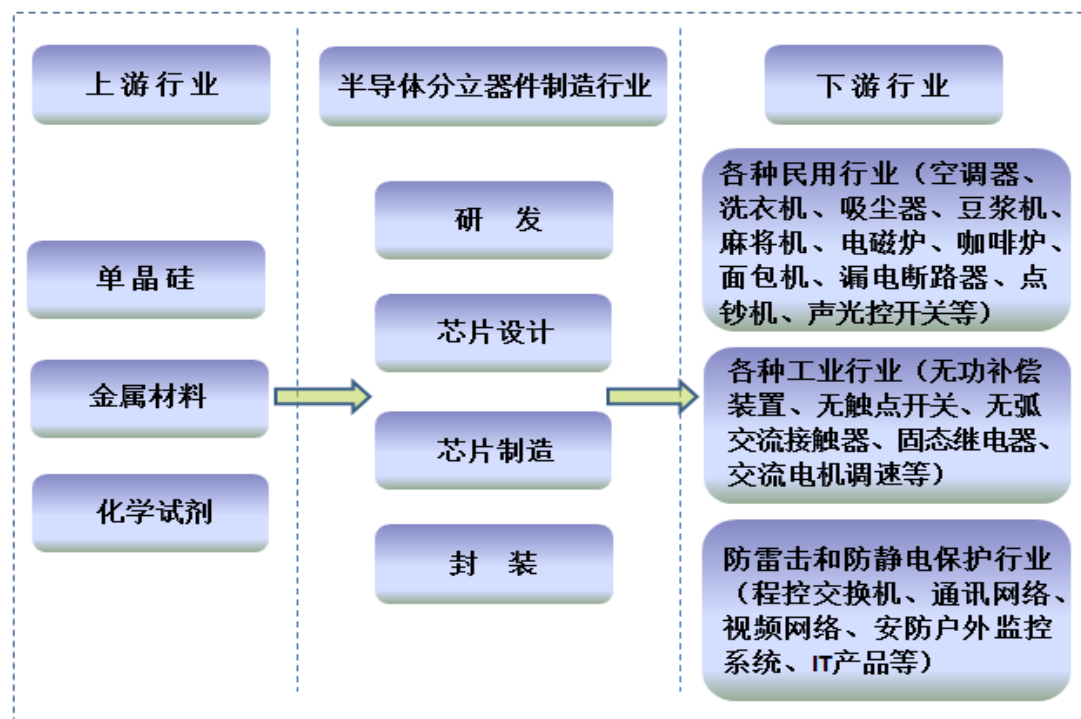 上游行业
单晶硅
金属材料
化学试剂
半导体分立器件制造行业
研 发
芯片设计
芯片制造
封 装
下游行业
各种民用行业（空调器、
洗衣机、吸尘器、豆浆机、
麻将机、电磁炉、咖啡炉、
面包机、漏电断路器、点
钞机、声光控开关等）
各种工业行业（无功补偿
装置、无触点开关、无弧
交流接触器、固态继电器、
交流电机调速等）
防雷击和防静电保护行业
（程控交换机、通讯网络、
视频网络、安防户外监控
系统、IT产品等）